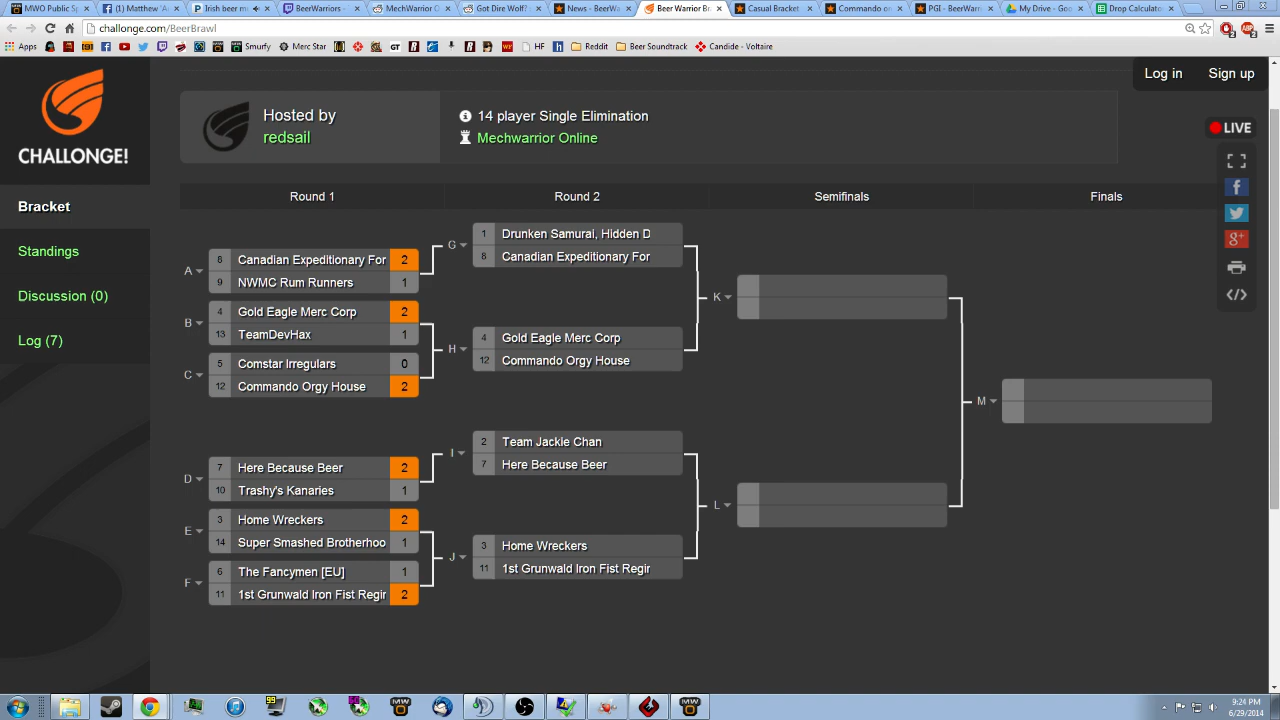 MWO Public S
(1) Matthew 'A
Irish beer m
BeerWarriors -
MechWarrior O
Got Dire Wolf?
News - BeerWa
Beer Warrior Br
Casual Bracket
Commando on
PGI - BeerWarr
My Drive - Goo
Drop Calculato
challonge.com/BeerBrawl
Apps
Smurfy
Merc Star
HF
Reddit
Beer Soundtrack
Candide - Voltaire
Log in
Sign up
CHALLONGE!
Hosted by
redsail
14 player Single Elimination
Mechwarrior Online
LIVE
Bracket
Standings
Discussion (0)
Log (7)
Round 1
Round 2
Semifinals
Finals
A
8 Canadian Expeditionary For 2
9 NWMC Rum Runners 1
B
4 Gold Eagle Merc Corp 2
13 TeamDevHax 1
C
5 Comstar Irregulars 0
12 Commando Orgy House 2
D
7 Here Because Beer 2
10 Trashy's Kanaries 1
E
3 Home Wreckers 2
14 Super Smashed Brotherhoo 1
F
6 The Fancymen [EU] 1
11 1st Grunwald Iron Fist Regir 2
G
1 Drunken Samurai, Hidden D
8 Canadian Expeditionary For
H
4 Gold Eagle Merc Corp
12 Commando Orgy House
I
2 Team Jackie Chan
7 Here Because Beer
J
3 Home Wreckers
11 1st Grunwald Iron Fist Regir
K
L
M
9:24 PM
6/29/2014